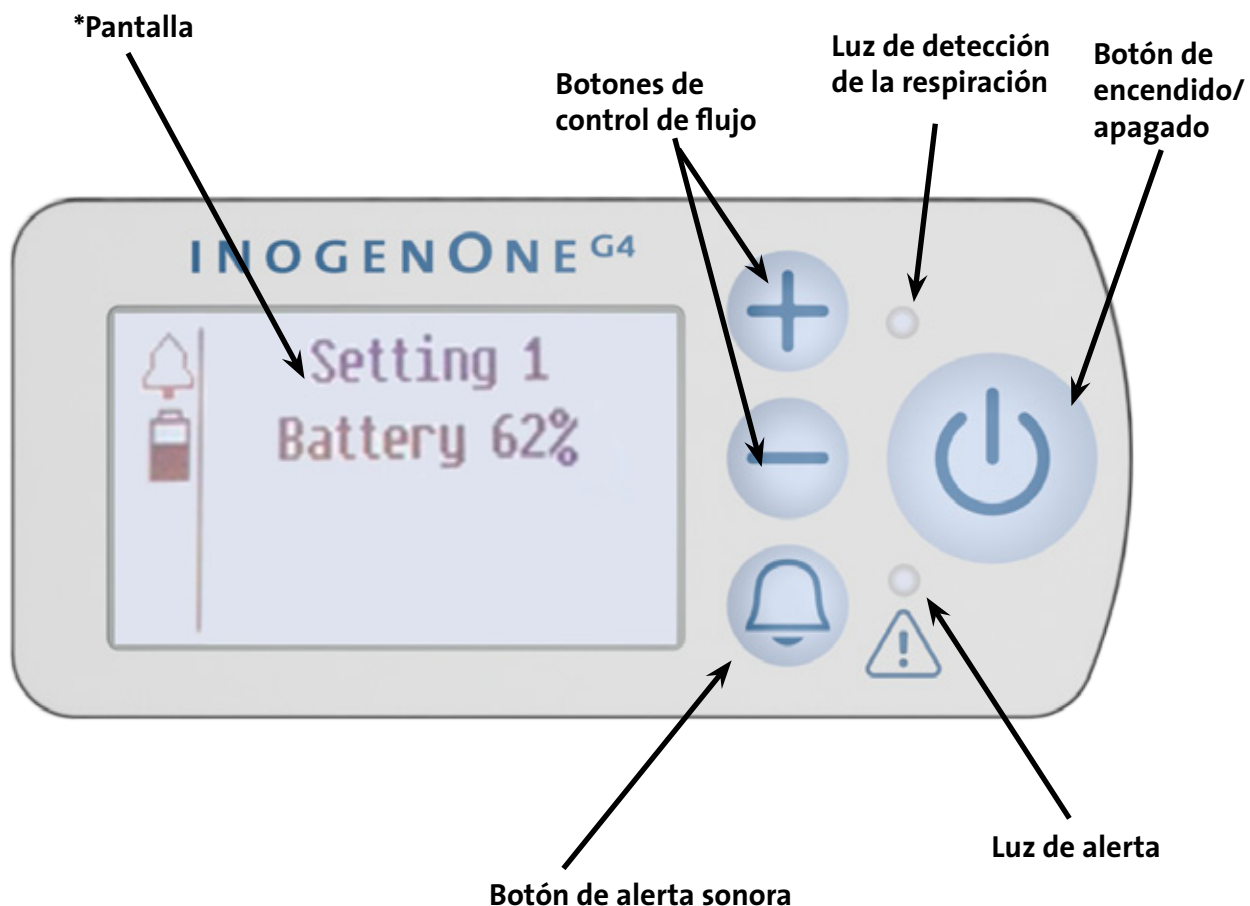 *Pantalla
Botones de
control de flujo
Luz de detección
de la respiración
Botón de
encendido/
apagado
INOGENONE G4
Setting 1
Battery 62%
Luz de alerta
Botón de alerta sonora